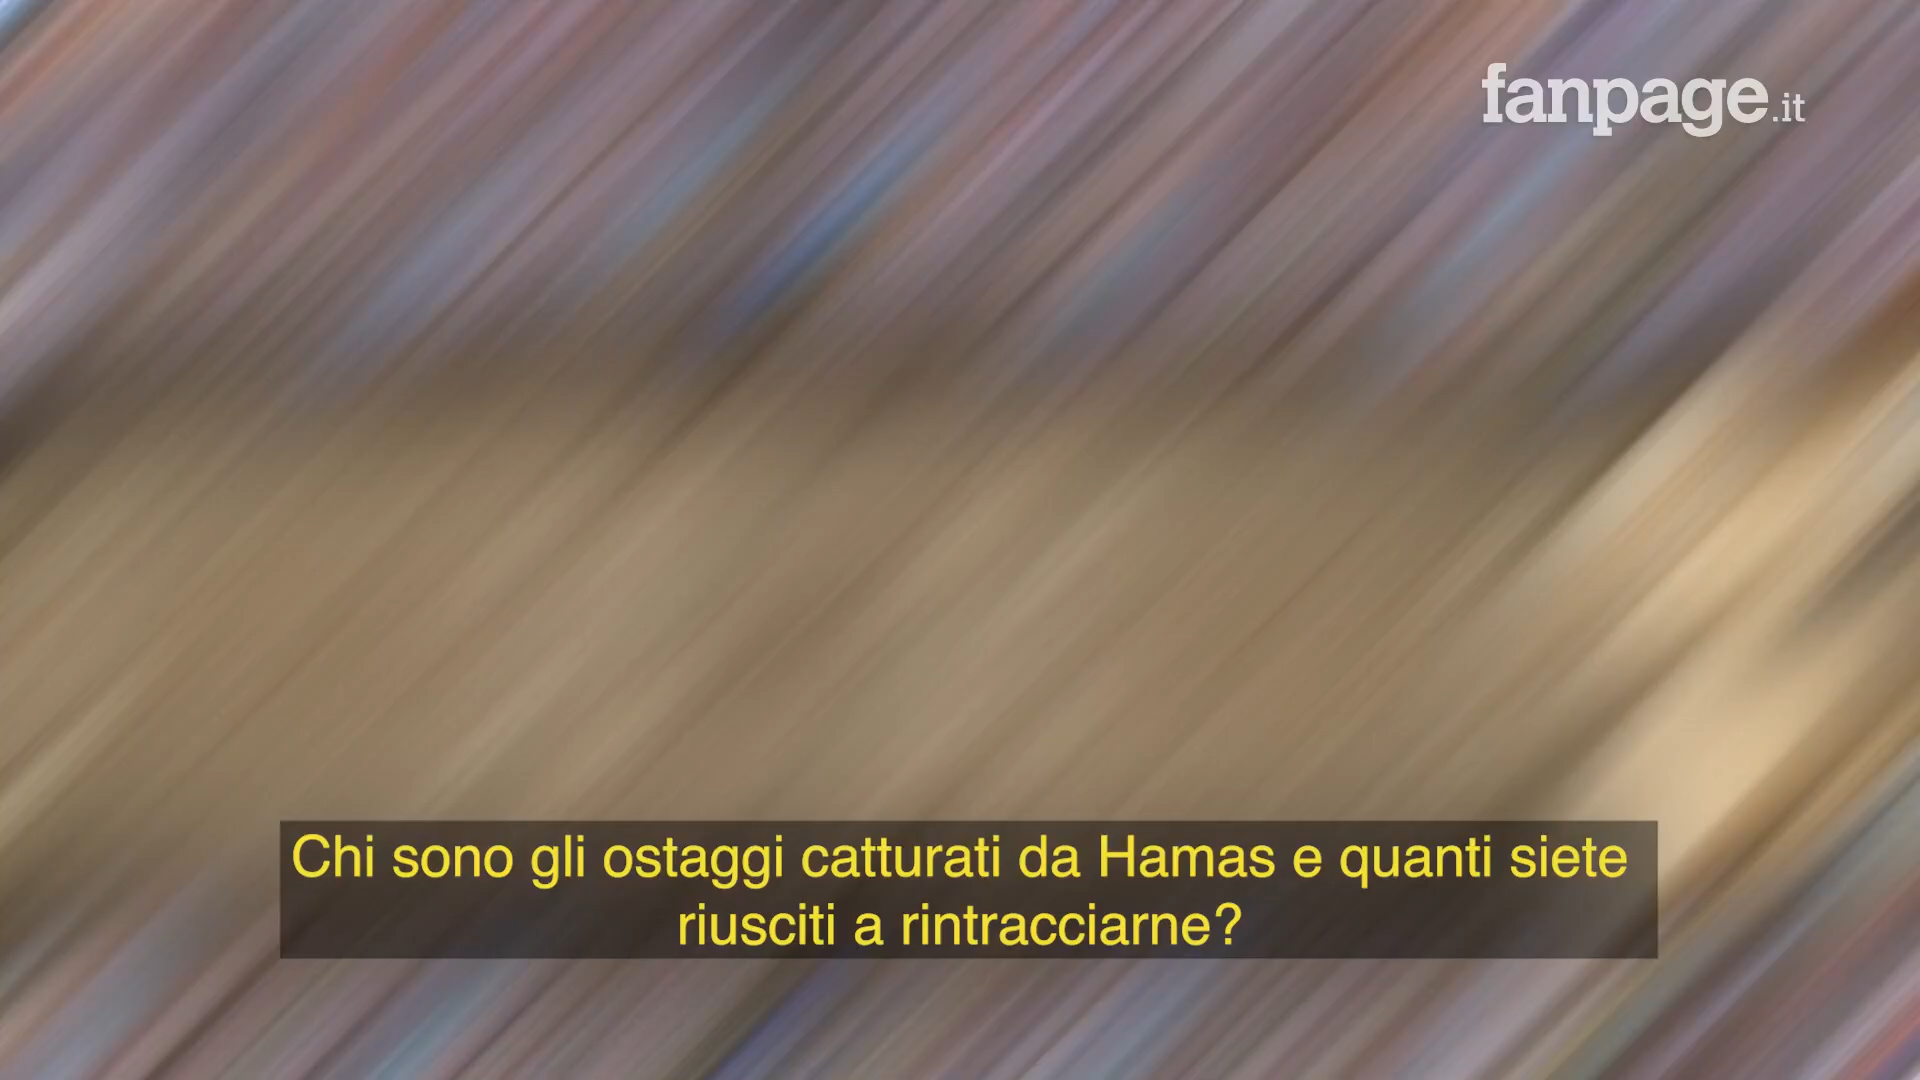 fanpage.it
Chi sono gli ostaggi catturati da Hamas e quanti siete
riusciti a rintracciarne?